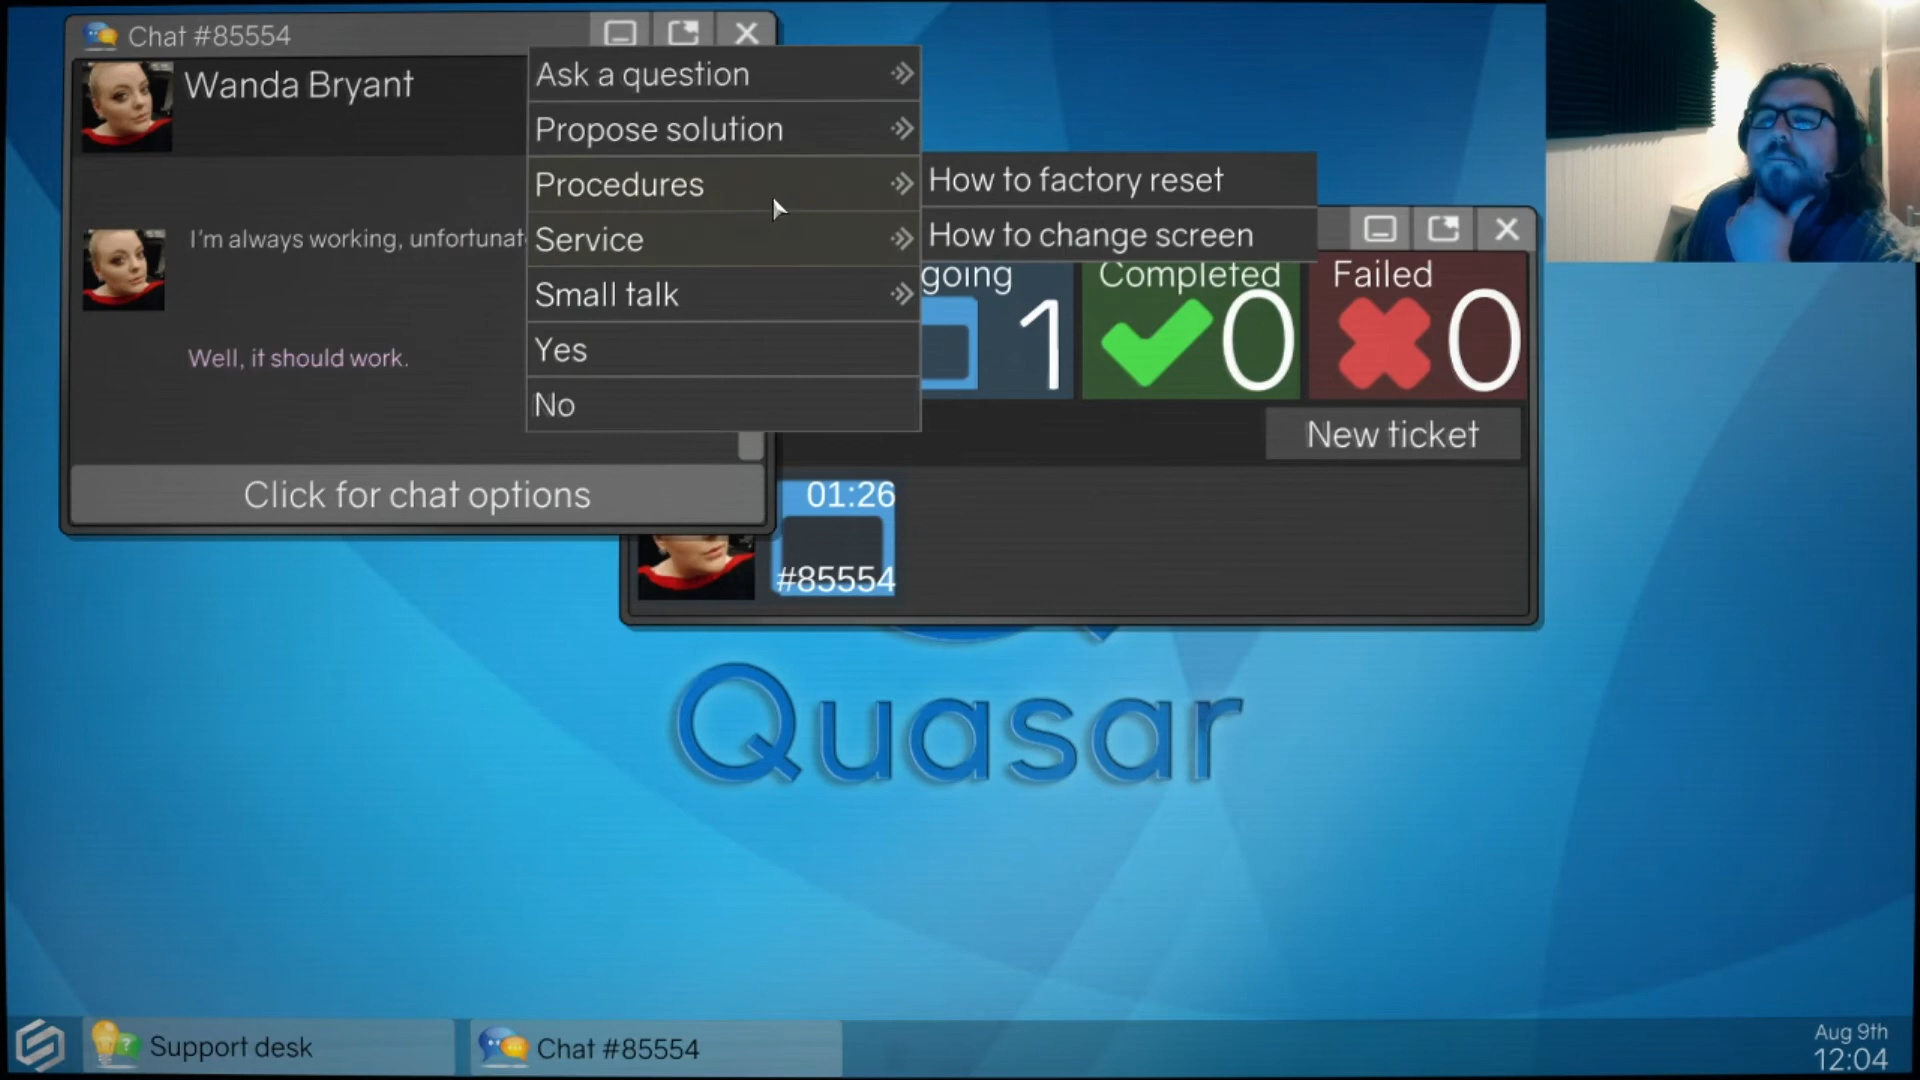 Chat #85554
Wanda Bryant
I'm always working, unfortunat
Well, it should work.
Click for chat options
Ask a question
Propose solution
Procedures
Service
Small talk
Yes
No
How to factory reset
How to change screen
going
1
Completed
0
Failed
0
New ticket
01:26
#85554
Quasar
Support desk
Chat #85554
Aug 9th
12:04